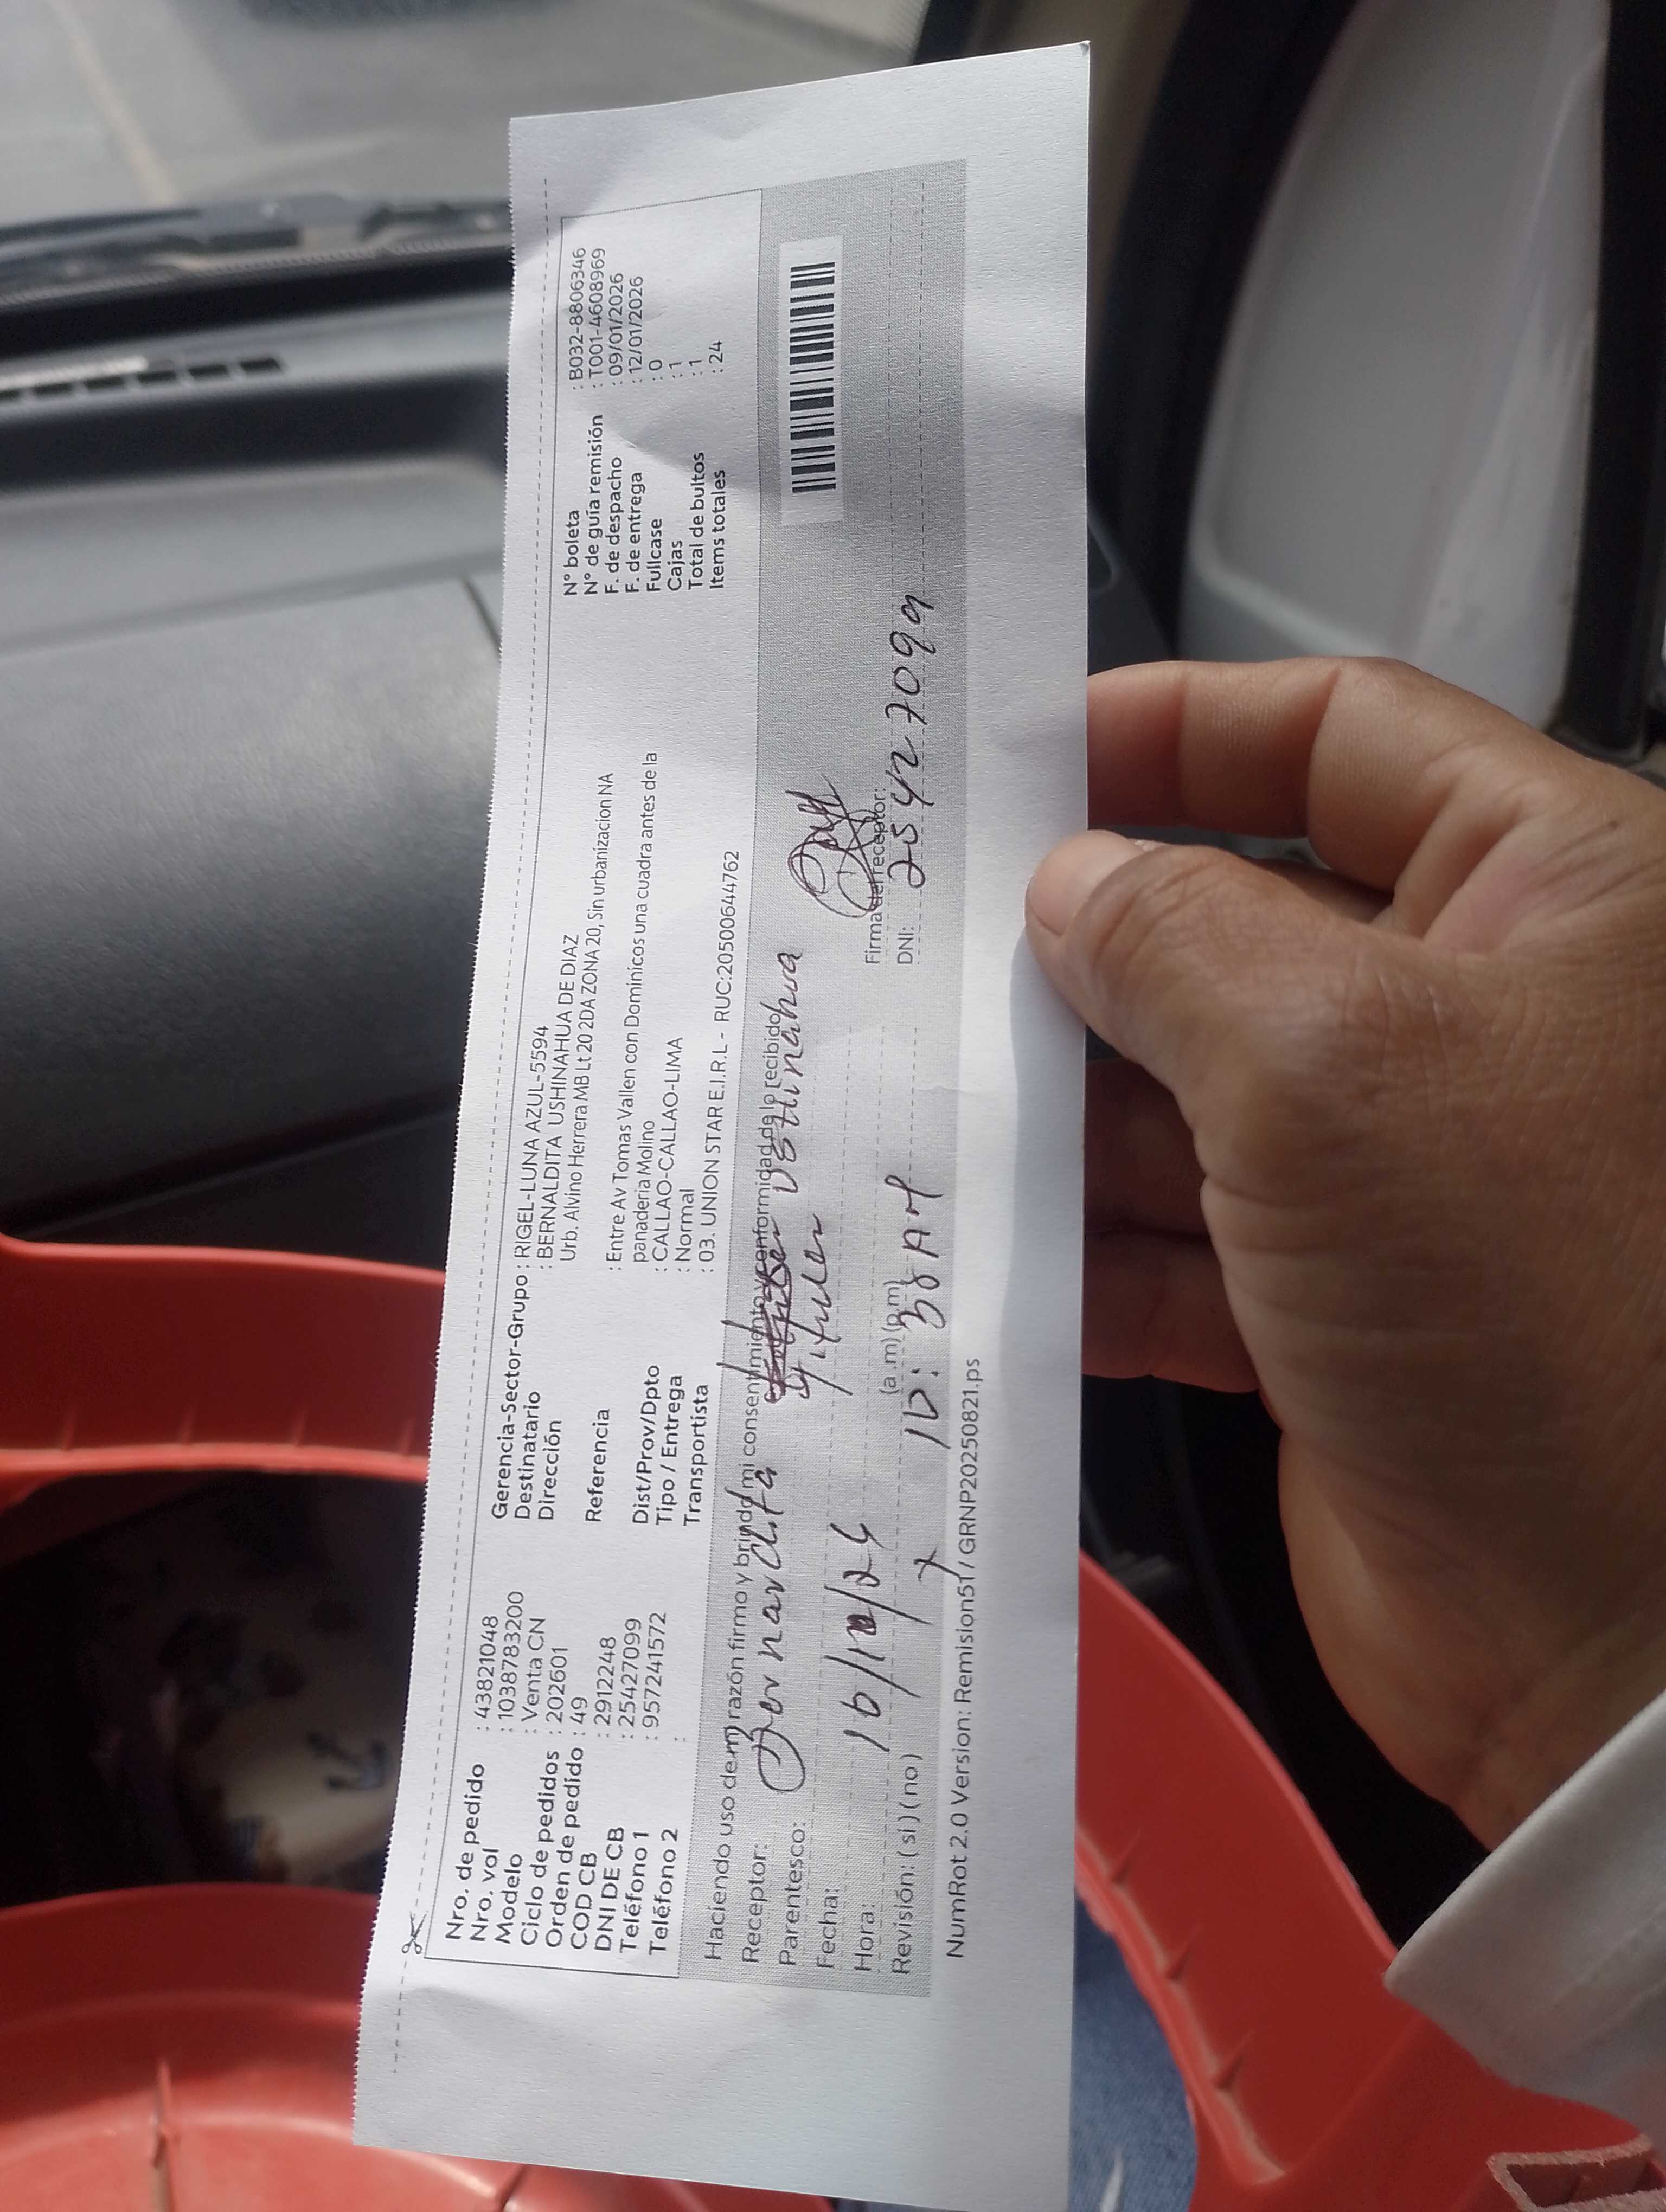 Nro. de pedido : 43821048
Nro. vol : 1038783200
Modelo : Venta CN
Ciclo de pedidos : 202601
Orden de pedido : 49
COD CB : 2912248
DNI DE CB : 25427099
Teléfono 1 : 957241572
Teléfono 2 :
Gerencia-Sector-Grupo : RIGEL-LUNA AZUL-5594
Destinatario : BERNALDITA USHINAHUA DE DIAZ
Dirección Urb. Alvino Herrera MB Lt 20 2DA ZONA 20, Sin urbanizacion NA
Referencia : Entre Av Tomas Vallen con Domínicos una cuadra antes de la
panaderia Molino
Dist/Prov/Dpto : CALLAO-CALLAO-LIMA
Tipo / Entrega : Normal
Transportista : 03. UNION STAR E.I.R.L - RUC:20500644762
N° boleta : B032-8806346
N° de guía remisión : T001-4608969
F. de despacho : 09/01/2026
F. de entrega : 12/01/2026
Fullcase : 0
Cajas : 1
Total de bultos : 1
Items totales : 24
Haciendo uso de mi razón firmo y brindo mi consentimiento y conformidad de lo recibido
Receptor: Bernardita
Parentesco: titular
Fecha:
Hora: (a.m) (p.m) 10:38 AM
Revisión: ( si ) ( no ) X
Firma del receptor:
DNI: 25427099
NumRot 2.0 Version: Remision51 / GRNP20250821.ps